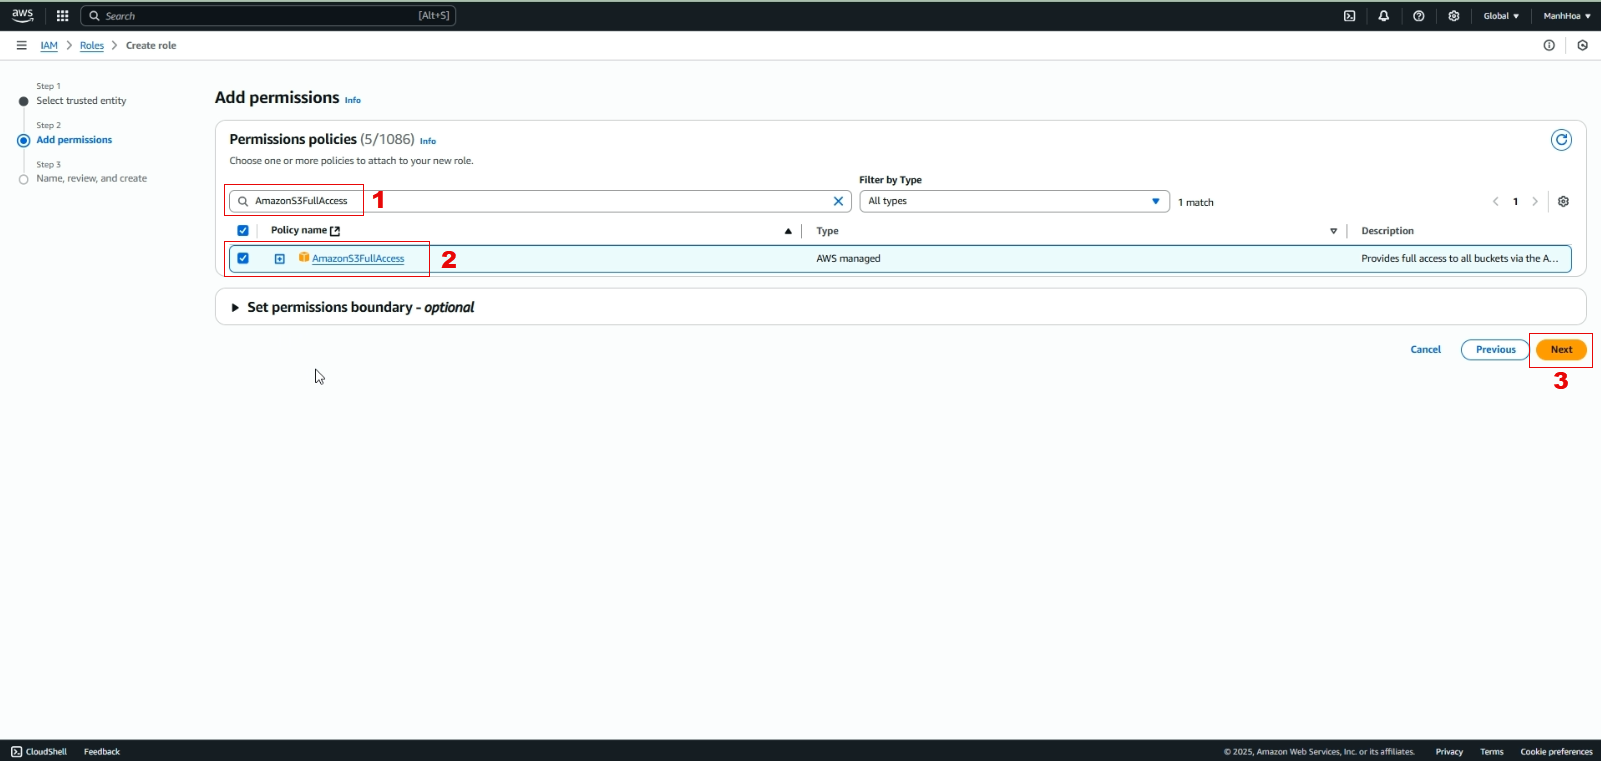 aws Search [Alt+S] Global ManhHoa
IAM Roles Create role
Step 1
Select trusted entity
Step 2
Add permissions
Step 3
Name, review, and create
Add permissions Info
Permissions policies (5/1086) Info
Choose one or more policies to attach to your new role.
Filter by Type
AmazonS3FullAccess 1 All types 1 match 1
Policy name Type Description
AmazonS3FullAccess 2 AWS managed Provides full access to all buckets via the A...
Set permissions boundary - optional
Cancel Previous Next
3
CloudShell Feedback © 2025, Amazon Web Services, Inc. or its affiliates. Privacy Terms Cookie preferences